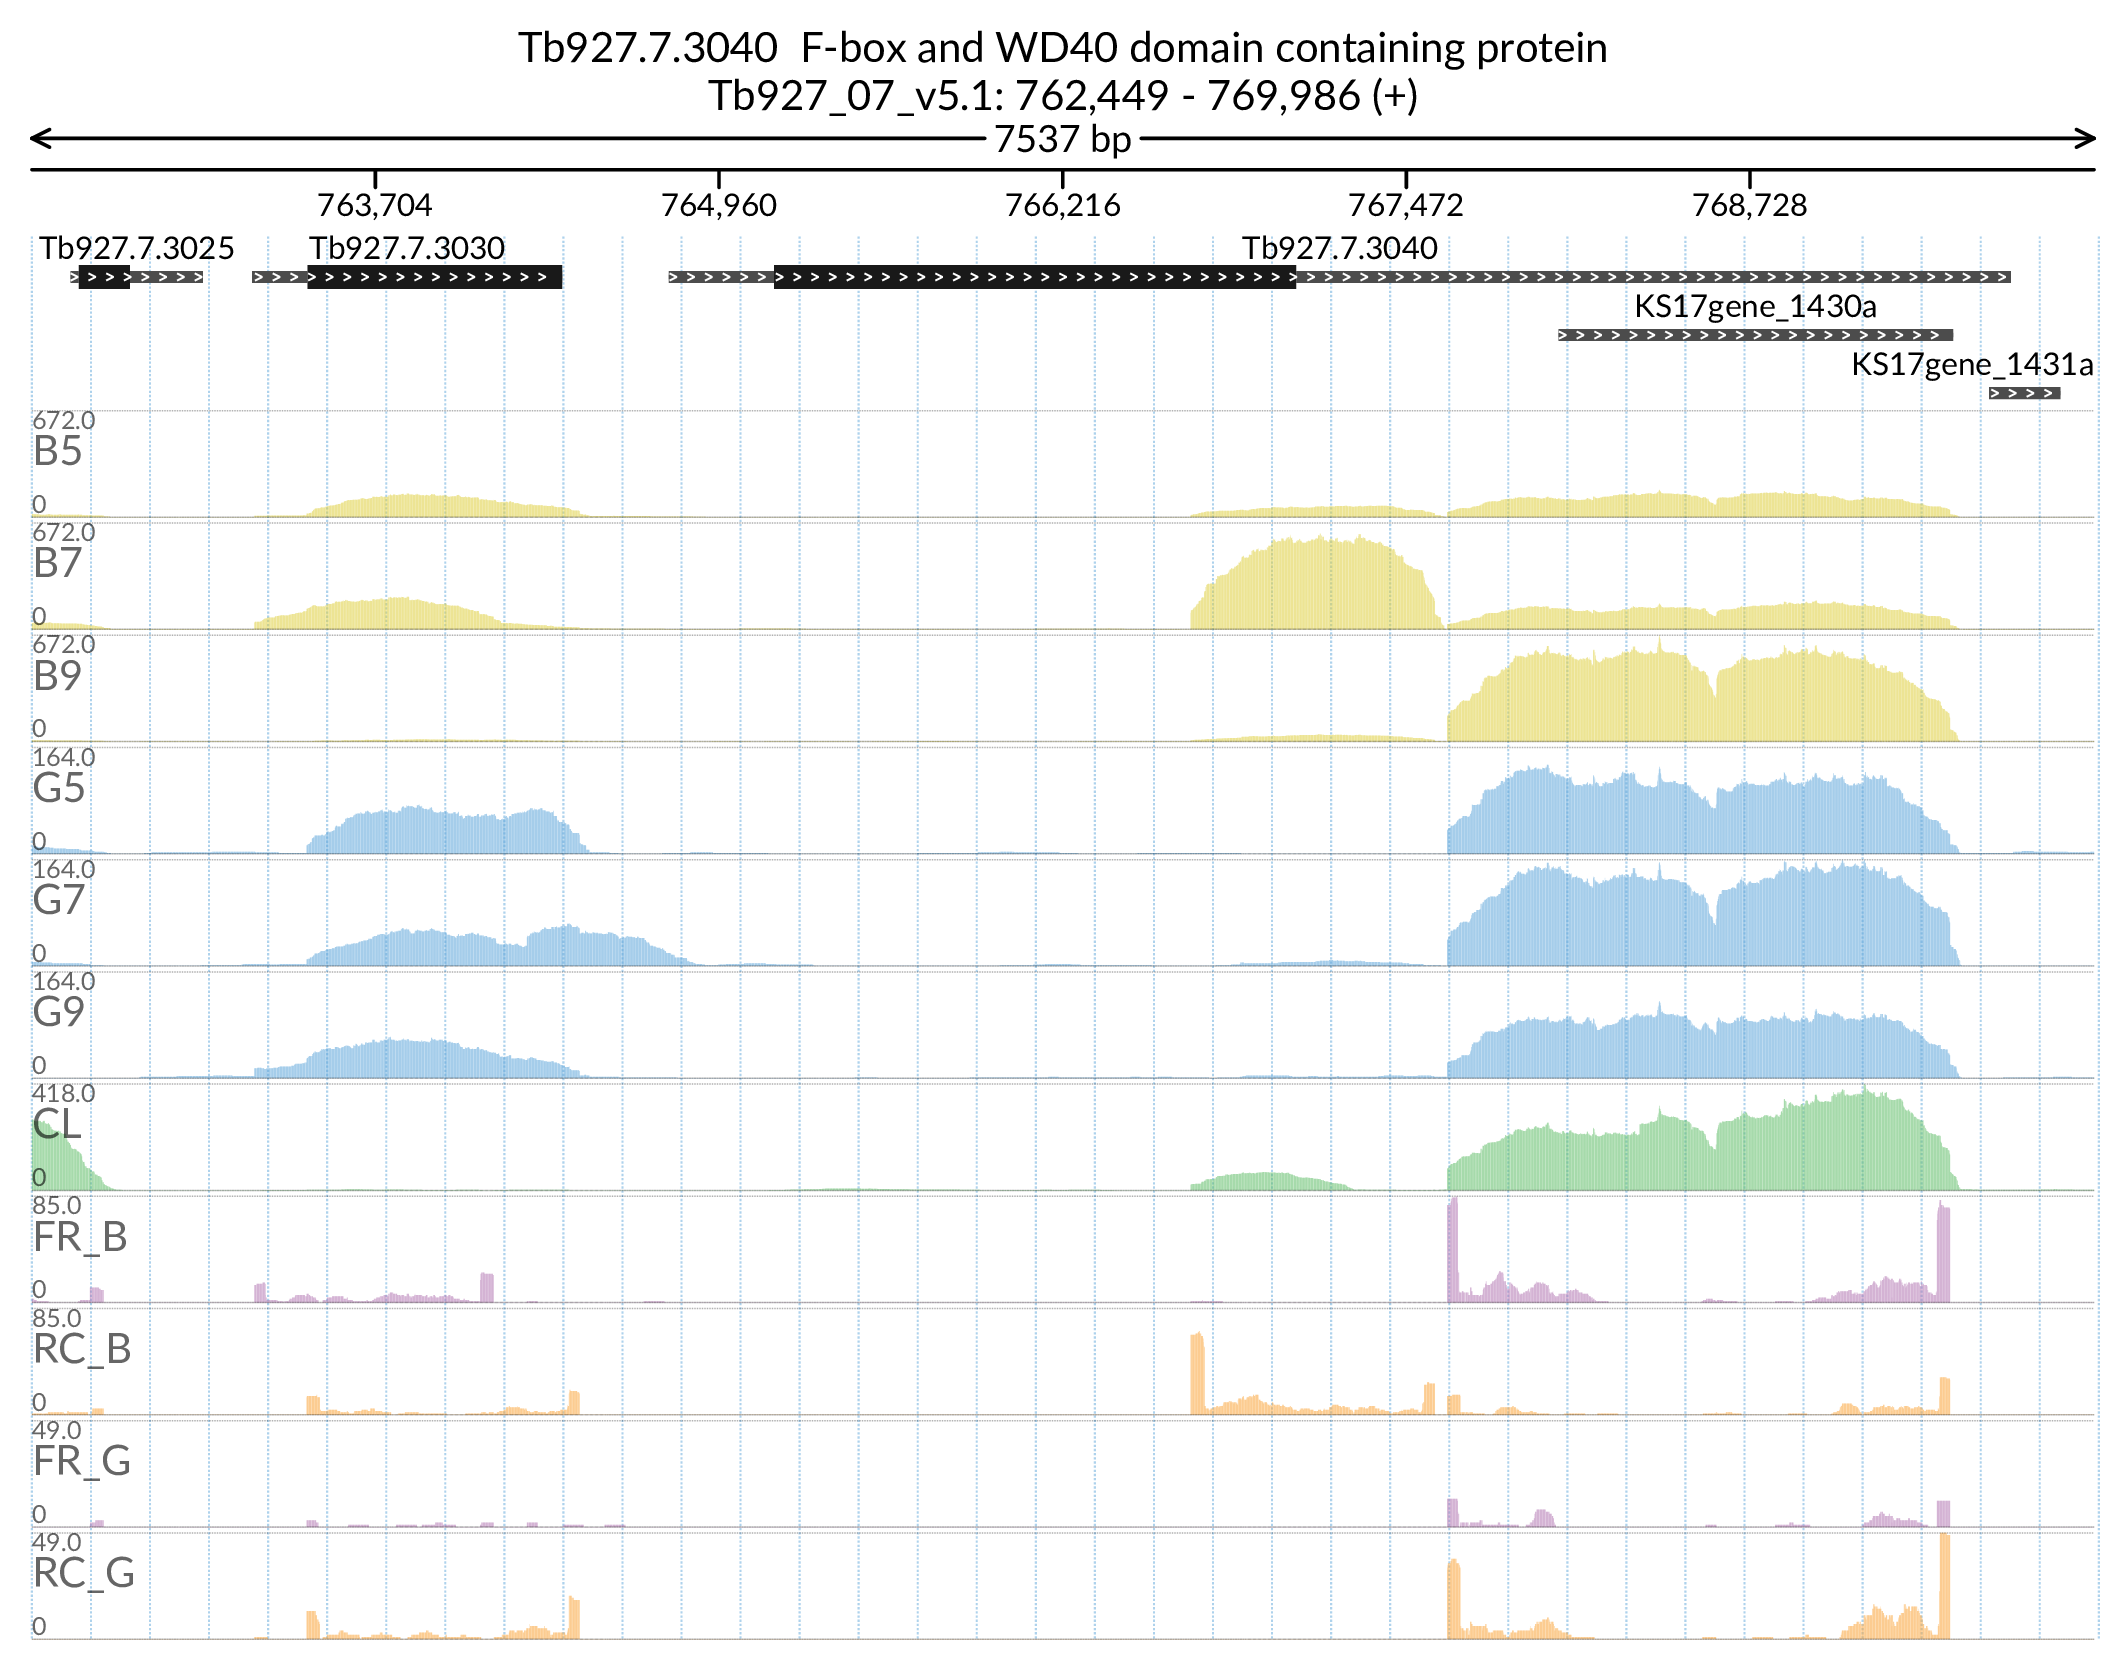 Tb927.7.3040  F-box and WD40 domain containing protein
Tb927_07_v5.1: 762,449 - 769,986 (+)
7537 bp
763,704 764,960 766,216 767,472 768,728
Tb927.7.3025 Tb927.7.3030 Tb927.7.3040
KS17gene_1430a
KS17gene_1431a
672.0
B5
0
672.0
B7
0
672.0
B9
0
164.0
G5
0
164.0
G7
0
164.0
G9
0
418.0
CL
0
85.0
FR_B
0
85.0
RC_B
0
49.0
FR_G
0
49.0
RC_G
0